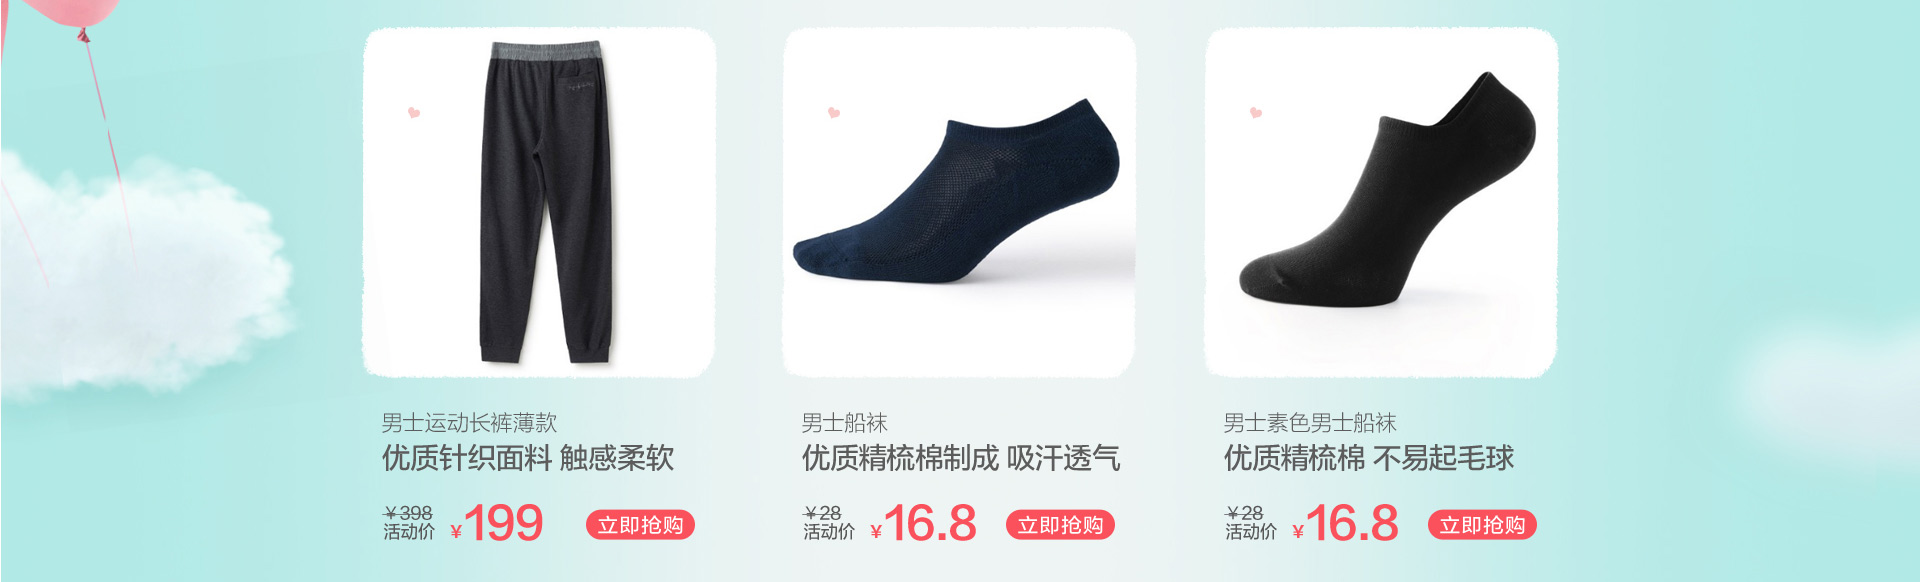 男士运动长裤薄款
优质针织面料 触感柔软
￥398
活动价 ￥199 立即抢购
男士船袜
优质精梳棉制成 吸汗透气
￥28
活动价 ￥16.8 立即抢购
男士素色男士船袜
优质精梳棉 不易起毛球
￥28
活动价 ￥16.8 立即抢购